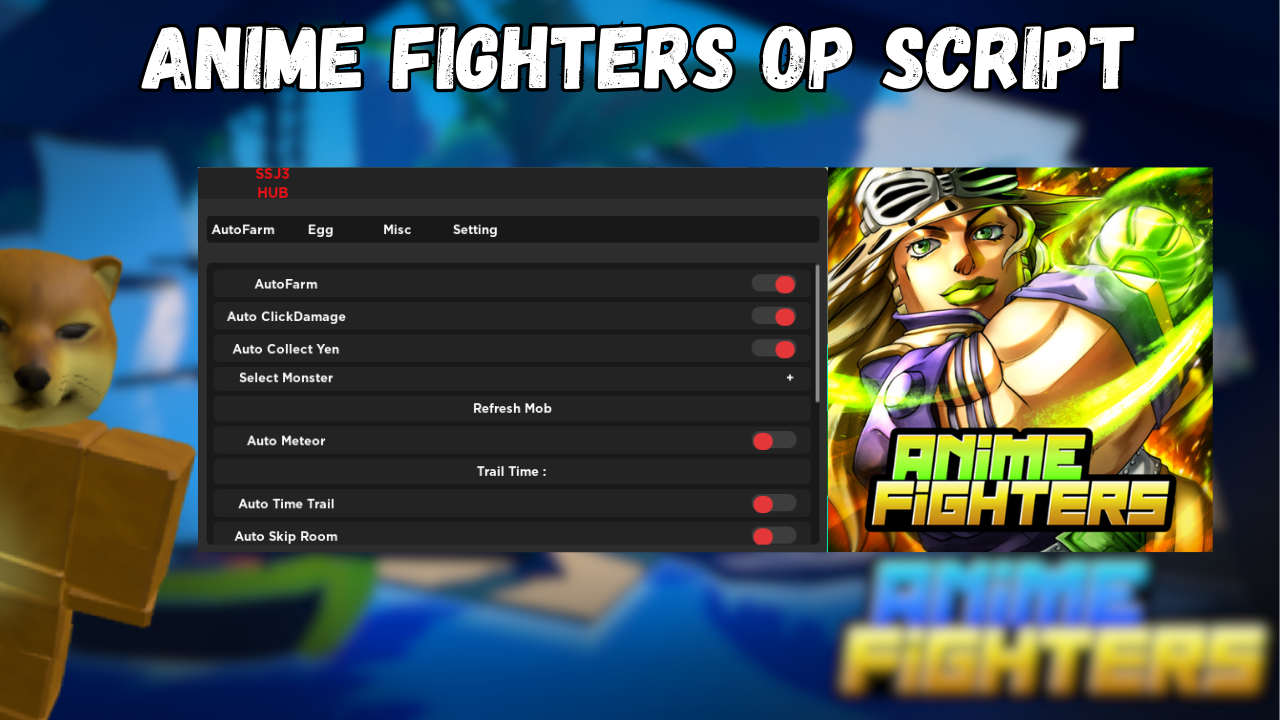 ANIME FIGHTERS OP SCRIPT
SSJ3
HUB
AutoFarm Egg Misc Setting
AutoFarm
Auto ClickDamage
Auto Collect Yen
Select Monster +
Refresh Mob
Auto Meteor
Trail Time :
Auto Time Trail
Auto Skip Room
ANiME
FiGHTERS
ANiME
FiGHTERS